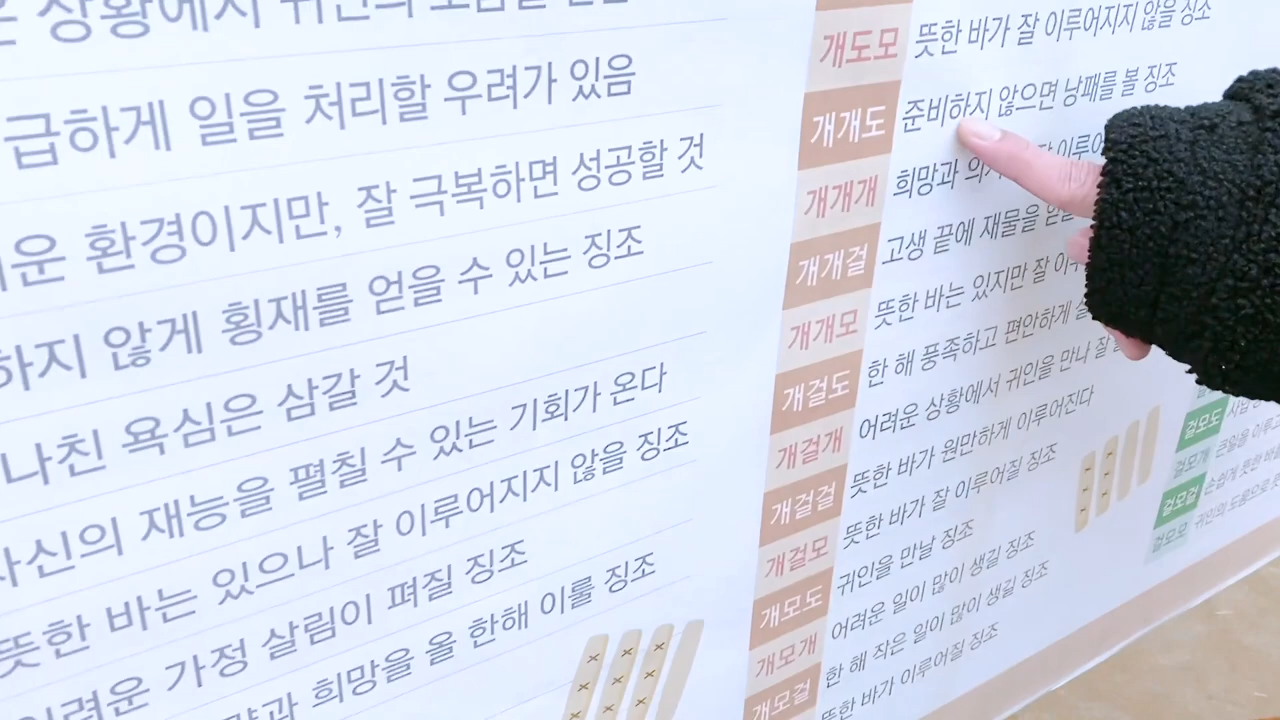 상황에서 귀인의 도움을
급하게 일을 처리할 우려가 있음
환경이지만, 잘 극복하면 성공할 것
하지 않게 횡재를 얻을 수 있는 징조
욕심은 삼갈 것
자신의 재능을 펼칠 수 있는 기회가 온다
뜻한 바는 있으나 잘 이루어지지 않을 징조
어려운 가정 살림이 펴질 징조
희망을 올 한해 이룰 징조
개도모 뜻한 바가 잘 이루어지지 않을 징조
개개도 준비하지 않으면 낭패를 볼 징조
개개개 희망과
개개걸 고생 끝에 재물을
개개모 뜻한 바는 있지만 잘
개걸도 한 해 풍족하고 편안하게
개걸개 어려운 상황에서 귀인을 만나 잘
개걸걸 뜻한 바가 원만하게 이루어진다
개걸모 뜻한 바가 잘 이루어질 징조
개모도 귀인을 만날 징조
개모개 어려운 일이 많이 생길 징조
개모걸 한 해 작은 일이 많이 생길 징조
뜻한 바가 이루어질 징조
걸모도
걸모개
걸모걸 손쉽게 뜻한 바를
걸모모 귀인의 도움으로